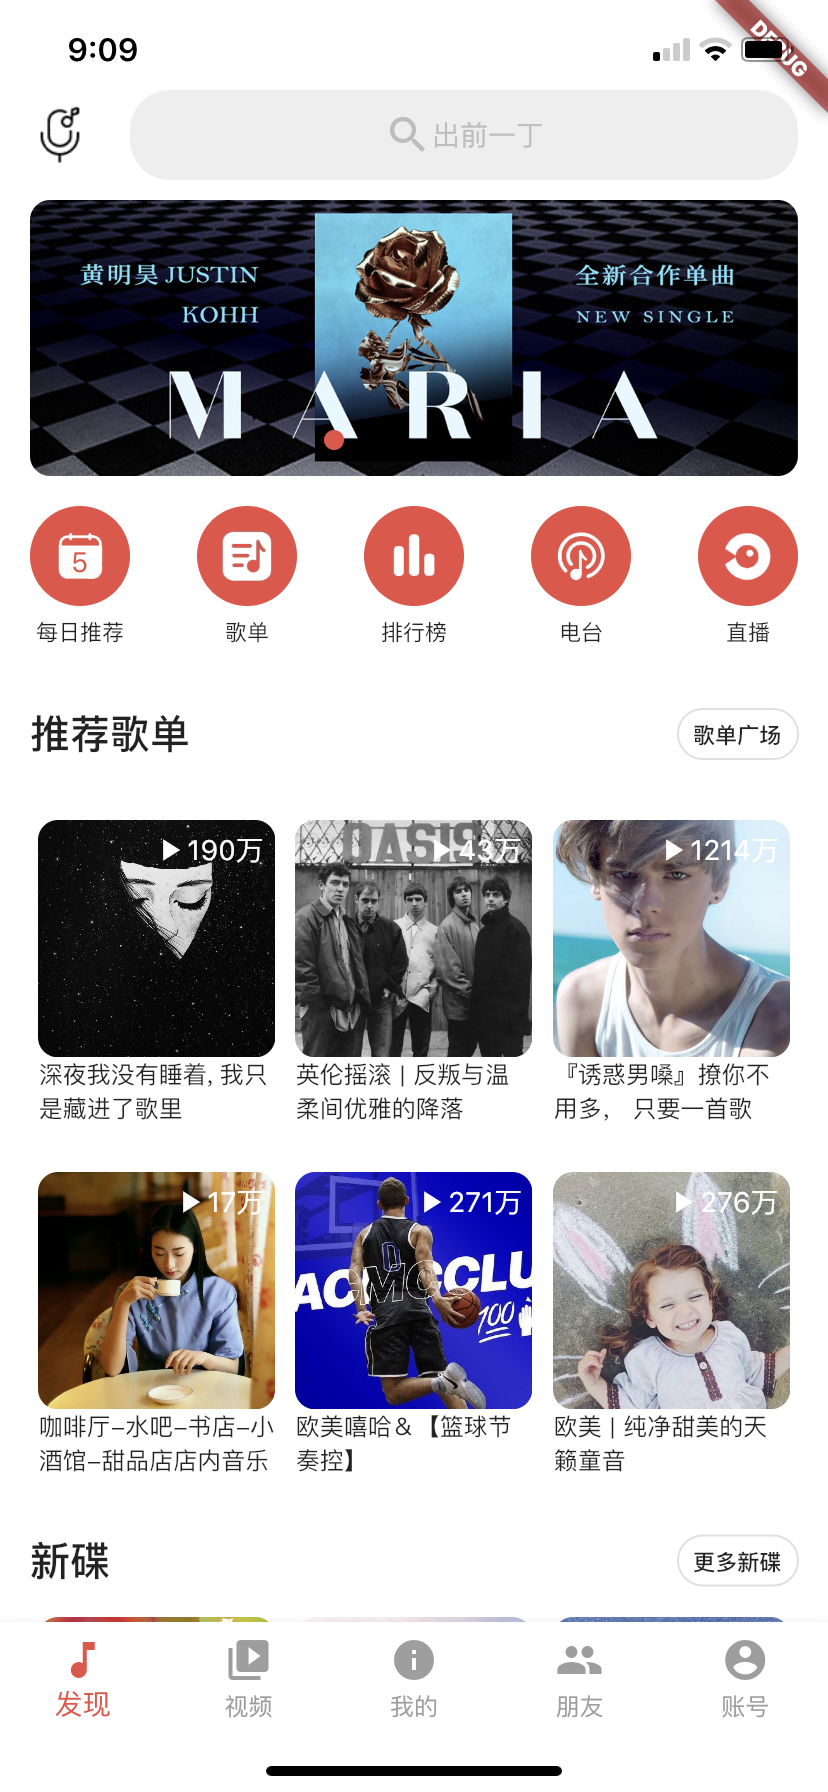 9:09
DEBUG
出前一丁
黄明昊 JUSTIN
KOHH
全新合作单曲
NEW SINGLE
MARIA
5
每日推荐
歌单
排行榜
电台
直播
推荐歌单
歌单广场
190万
OASIS
43万
1214万
深夜我没有睡着, 我只
是藏进了歌里
英伦摇滚 | 反叛与温
柔间优雅的降落
『诱惑男嗓』撩你不
用多， 只要一首歌
17万
271万
276万
0
ACMCCLU
100
咖啡厅–水吧–书店–小
酒馆–甜品店店内音乐
欧美嘻哈＆【篮球节
奏控】
欧美 | 纯净甜美的天
籁童音
新碟
更多新碟
发现
视频
我的
朋友
账号